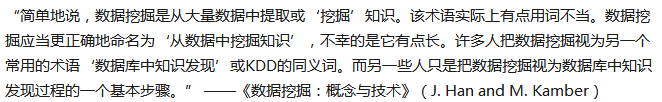 “简单地说，数据挖掘是从大量数据中提取或‘挖掘’知识。该术语实际上有点用词不当。数据挖
掘应当更正确地命名为‘从数据中挖掘知识’，不幸的是它有点长。许多人把数据挖掘视为另一个
常用的术语‘数据库中知识发现’或KDD的同义词。而另一些人只是把数据挖掘视为数据库中知识
发现过程的一个基本步骤。” ——《数据挖掘：概念与技术》（J. Han and M. Kamber）